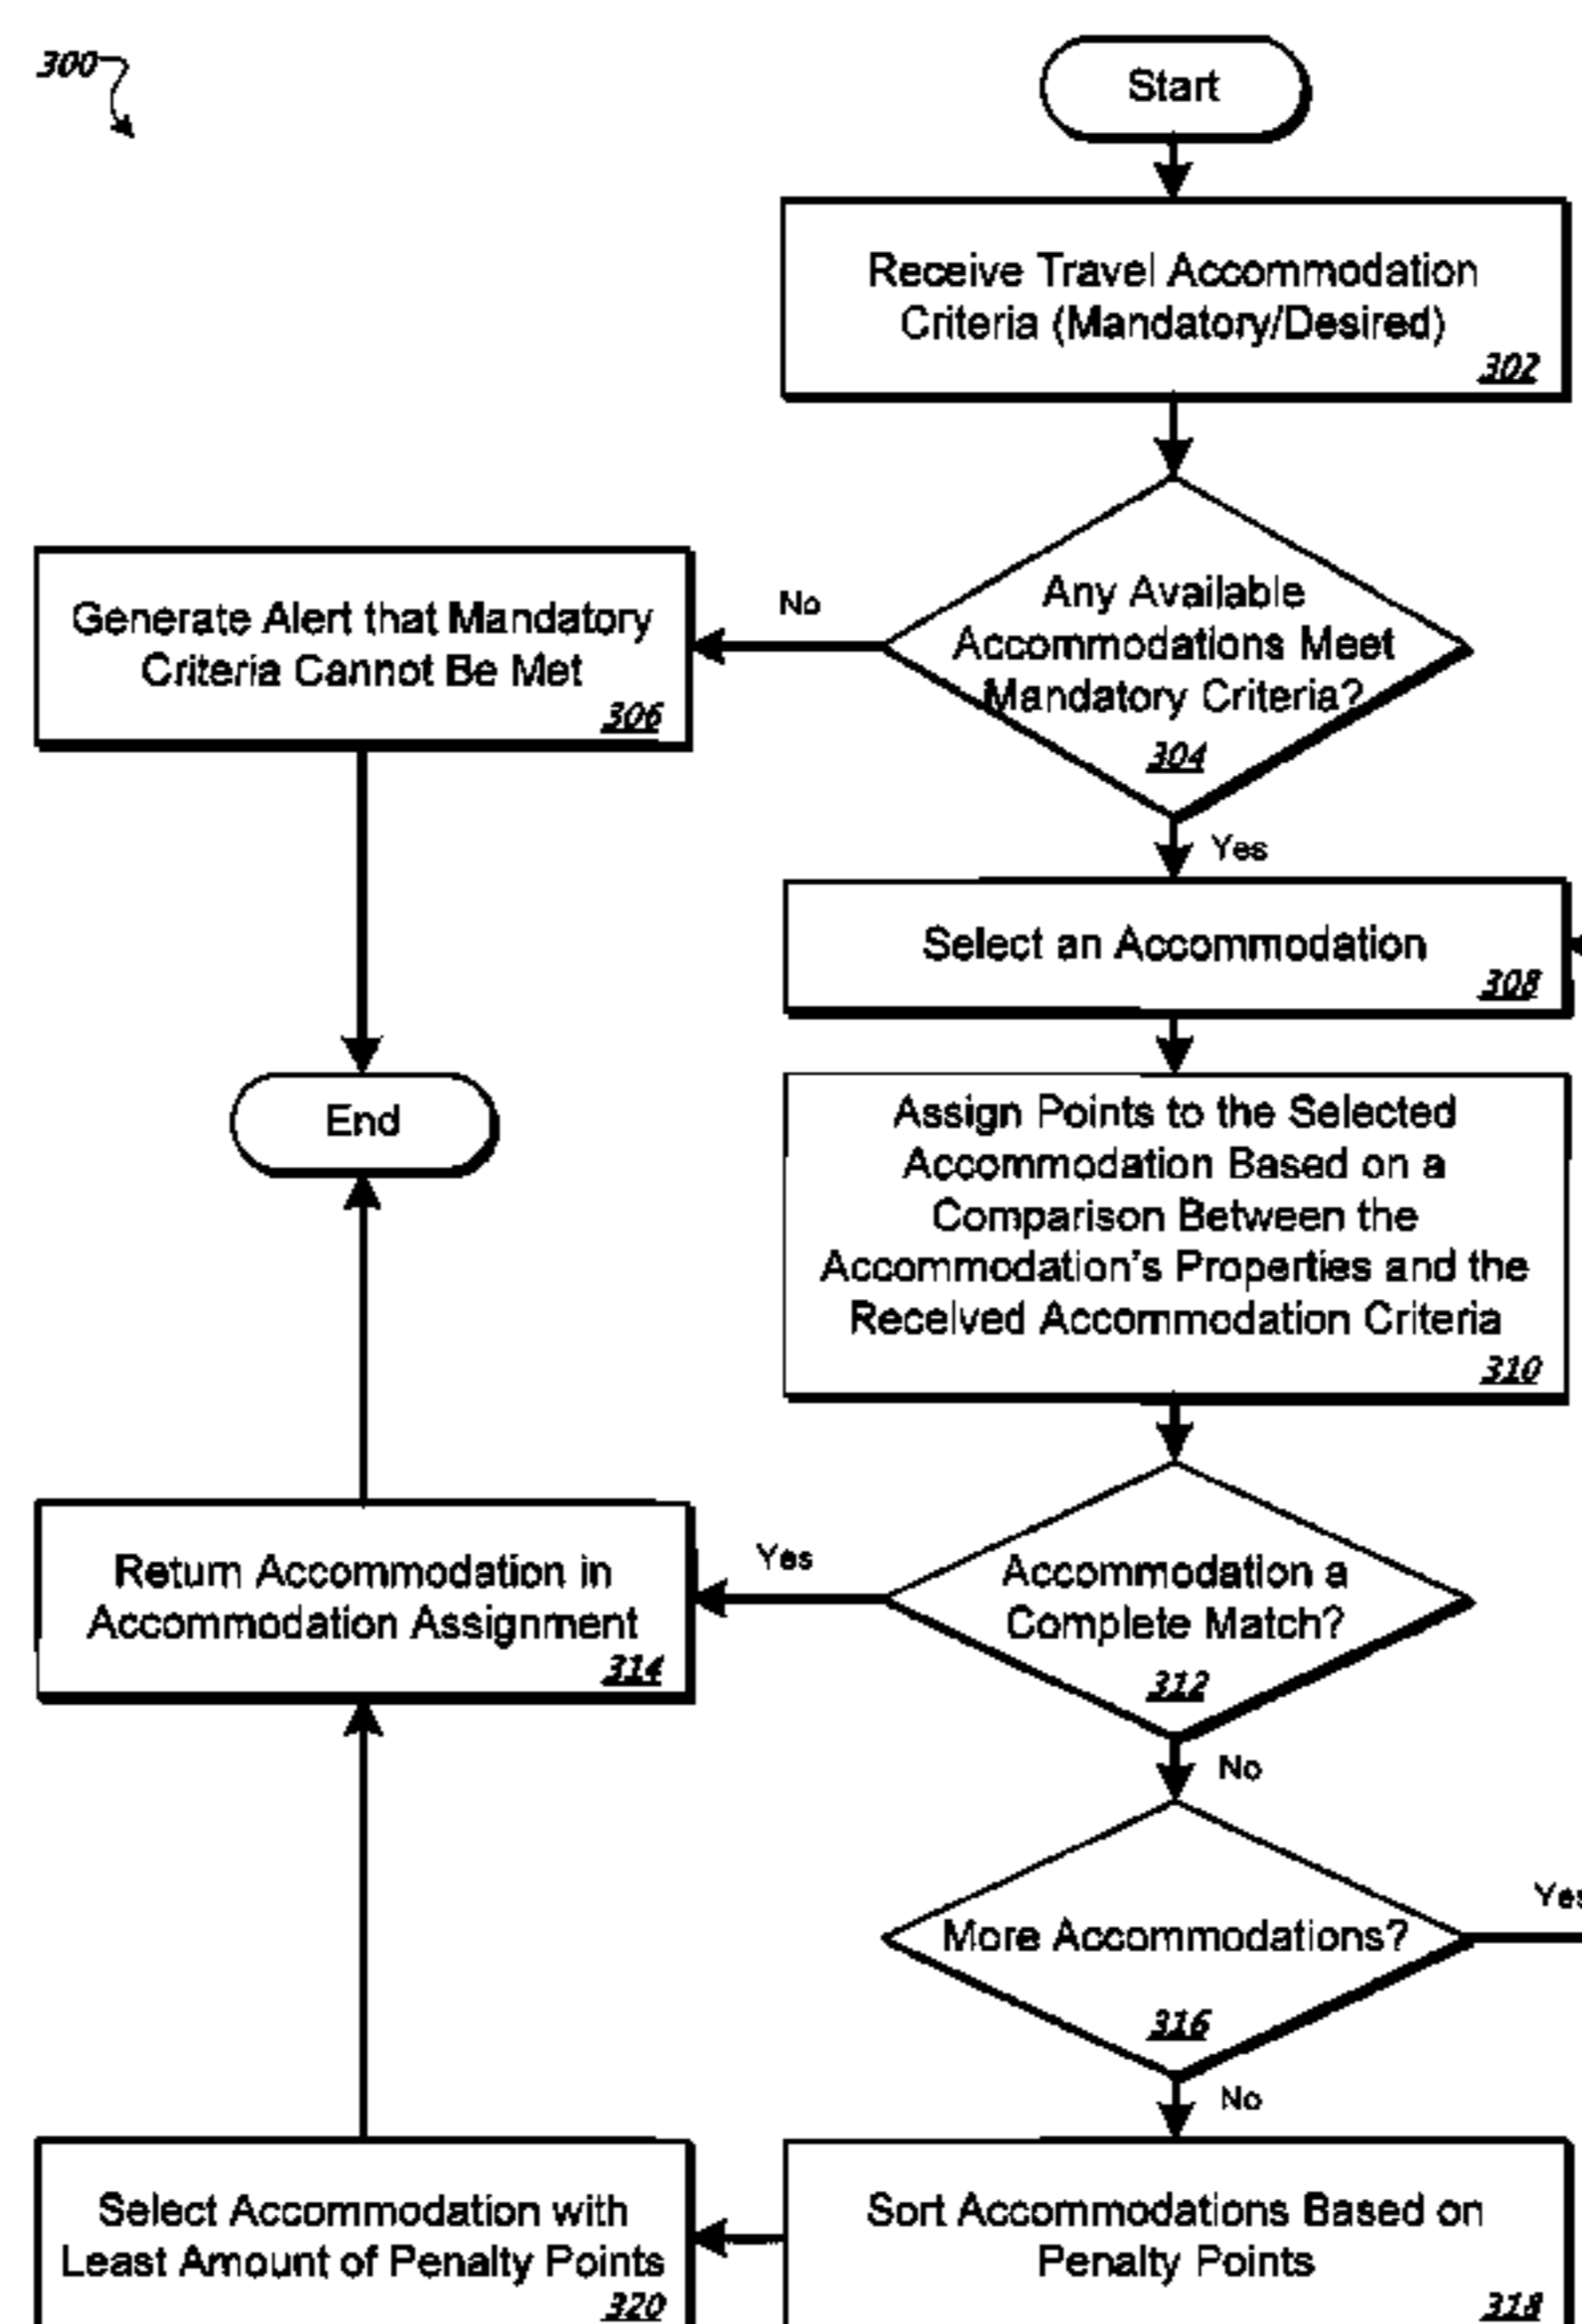 300
Start
Receive Travel Accommodation
Criteria (Mandatory/Desired)
302
Any Available
Accommodations Meet
Mandatory Criteria?
304
No
Generate Alert that Mandatory
Criteria Cannot Be Met
306
Yes
Select an Accommodation
308
End
Assign Points to the Selected
Accommodation Based on a
Comparison Between the
Accommodation's Properties and the
Received Accommodation Criteria
310
Accommodation a
Complete Match?
312
Yes
Return Accommodation in
Accommodation Assignment
314
No
More Accommodations?
316
Yes
No
Sort Accommodations Based on
Penalty Points
318
Select Accommodation with
Least Amount of Penalty Points
320